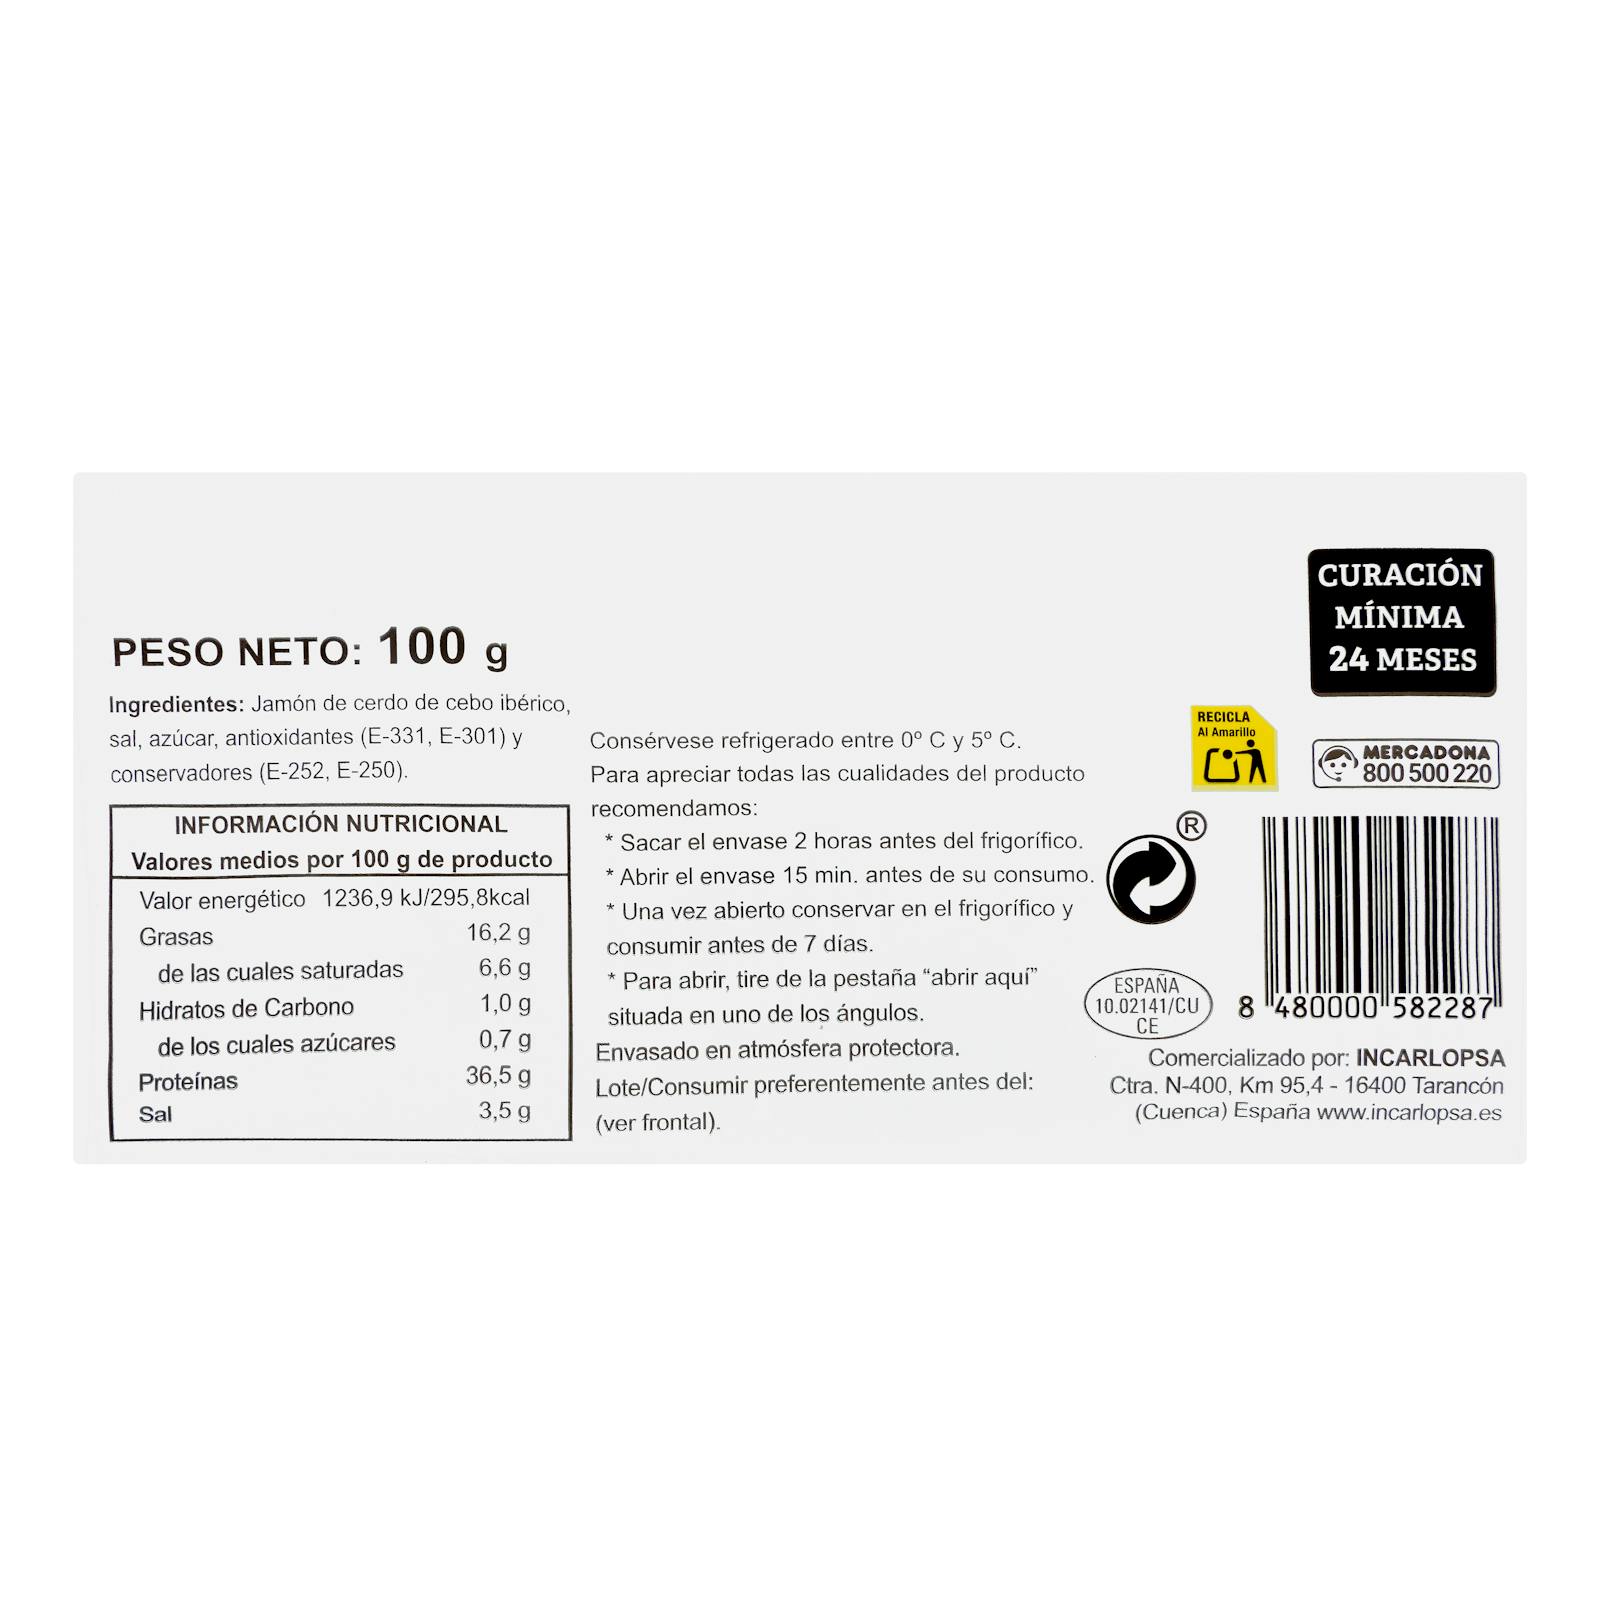 PESO NETO: 100 g
Ingredientes: Jamón de cerdo de cebo ibérico,
sal, azúcar, antioxidantes (E-331, E-301) y
conservadores (E-252, E-250).
INFORMACIÓN NUTRICIONAL
Valores medios por 100 g de producto
Valor energético 1236,9 kJ/295,8kcal
Grasas 16,2 g
de las cuales saturadas 6,6 g
Hidratos de Carbono 1,0 g
de los cuales azúcares 0,7 g
Proteínas 36,5 g
Sal 3,5 g
Consérvese refrigerado entre 0º C y 5º C.
Para apreciar todas las cualidades del producto
recomendamos:
* Sacar el envase 2 horas antes del frigorífico.
* Abrir el envase 15 min. antes de su consumo.
* Una vez abierto conservar en el frigorífico y
consumir antes de 7 días.
* Para abrir, tire de la pestaña “abrir aquí”
situada en uno de los ángulos.
Envasado en atmósfera protectora.
Lote/Consumir preferentemente antes del:
(ver frontal).
CURACIÓN
MÍNIMA
24 MESES
RECICLA
Al Amarillo
MERCADONA
800 500 220
®
ESPAÑA
10.02141/CU
CE
8 480000 582287
Comercializado por: INCARLOPSA
Ctra. N-400, Km 95,4 - 16400 Tarancón
(Cuenca) España www.incarlopsa.es